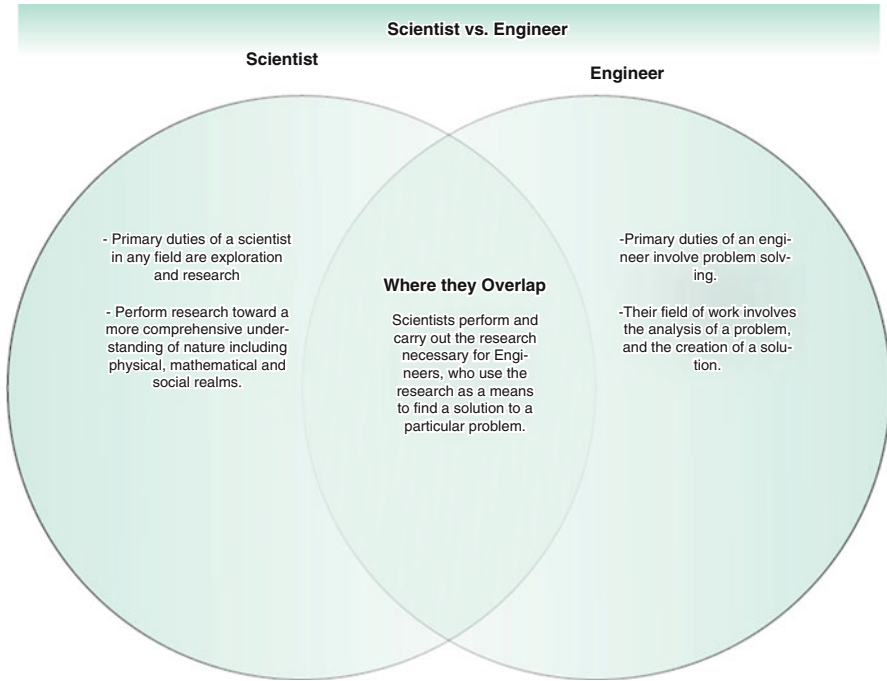 Scientist vs. Engineer
Scientist
Engineer
- Primary duties of a scientist
in any field are exploration
and research
- Perform research toward a
more comprehensive under-
standing of nature including
physical, mathematical and
social realms.
Where they Overlap
Scientists perform and
carry out the research
necessary for Engi-
neers, who use the
research as a means
to find a solution to a
particular problem.
-Primary duties of an engi-
neer involve problem solv-
ing.
-Their field of work involves
the analysis of a problem,
and the creation of a solu-
tion.